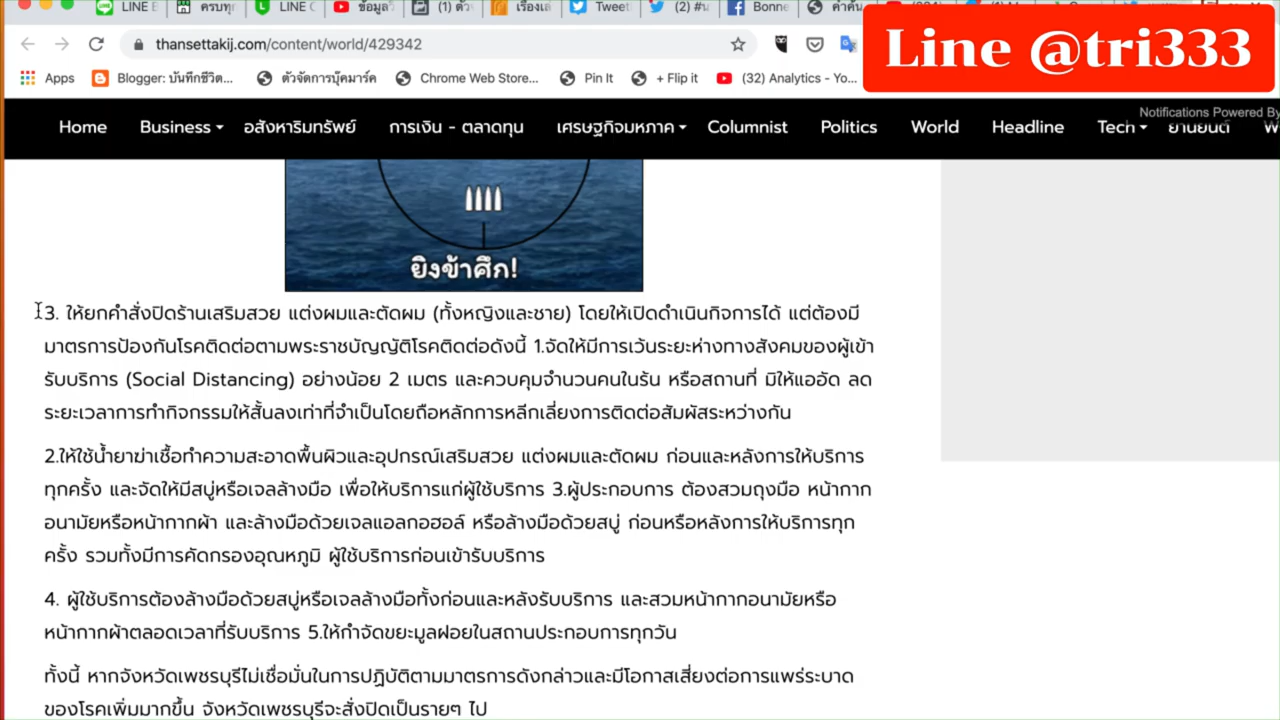 LINE E
ครบทุก
LINE C
ข้อมูลวิ
(1) ด่ว
เรื่องเล่
Tweet
(2) #น
Bonne
คำค้น
thansettakij.com/content/world/429342
Line @tri333
Apps
Blogger: บันทึกชีวิต...
ตัวจัดการบุ๊คมาร์ค
Chrome Web Store...
Pin It
+ Flip it
(32) Analytics - Yo...
Notifications Powered By
Home Business อสังหาริมทรัพย์ การเงิน - ตลาดทุน เศรษฐกิจมหภาค Columnist Politics World Headline Tech ยานยนต์
ยิงข้าศึก!
3. ให้ยกคำสั่งปิดร้านเสริมสวย แต่งผมและตัดผม (ทั้งหญิงและชาย) โดยให้เปิดดำเนินกิจการได้ แต่ต้องมี
มาตรการป้องกันโรคติดต่อตามพระราชบัญญัติโรคติดต่อดังนี้ 1.จัดให้มีการเว้นระยะห่างทางสังคมของผู้เข้า
รับบริการ (Social Distancing) อย่างน้อย 2 เมตร และควบคุมจำนวนคนในร้น หรือสถานที่ มิให้แออัด ลด
ระยะเวลาการทำกิจกรรมให้สั้นลงเท่าที่จำเป็นโดยถือหลักการหลีกเลี่ยงการติดต่อสัมผัสระหว่างกัน
2.ให้ใช้น้ำยาฆ่าเชื้อทำความสะอาดพื้นผิวและอุปกรณ์เสริมสวย แต่งผมและตัดผม ก่อนและหลังการให้บริการ
ทุกครั้ง และจัดให้มีสบู่หรือเจลล้างมือ เพื่อให้บริการแก่ผู้ใช้บริการ 3.ผู้ประกอบการ ต้องสวมถุงมือ หน้ากาก
อนามัยหรือหน้ากากผ้า และล้างมือด้วยเจลแอลกอฮอล์ หรือล้างมือด้วยสบู่ ก่อนหรือหลังการให้บริการทุก
ครั้ง รวมทั้งมีการคัดกรองอุณหภูมิ ผู้ใช้บริการก่อนเข้ารับบริการ
4. ผู้ใช้บริการต้องล้างมือด้วยสบู่หรือเจลล้างมือทั้งก่อนและหลังรับบริการ และสวมหน้ากากอนามัยหรือ
หน้ากากผ้าตลอดเวลาที่รับบริการ 5.ให้กำจัดขยะมูลฝอยในสถานประกอบการทุกวัน
ทั้งนี้ หากจังหวัดเพชรบุรีไม่เชื่อมั่นในการปฏิบัติตามมาตรการดังกล่าวและมีโอกาสเสี่ยงต่อการแพร่ระบาด
ของโรคเพิ่มมากขึ้น จังหวัดเพชรบุรีจะสั่งปิดเป็นรายๆ ไป